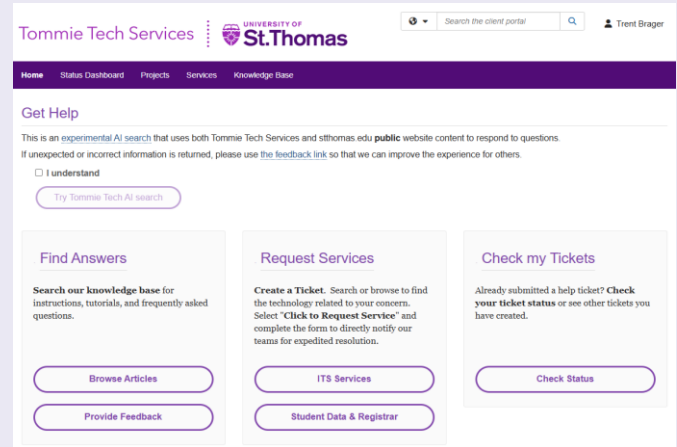 Tommie Tech Services
UNIVERSITY OF
St.Thomas
Search the client portal
Trent Brager
Home Status Dashboard Projects Services Knowledge Base
Get Help
This is an experimental AI search that uses both Tommie Tech Services and stthomas.edu public website content to respond to questions.
If unexpected or incorrect information is returned, please use the feedback link so that we can improve the experience for others.
I understand
Try Tommie Tech AI search
Find Answers
Search our knowledge base for
instructions, tutorials, and frequently asked
questions.
Browse Articles
Provide Feedback
Request Services
Create a Ticket. Search or browse to find
the technology related to your concern.
Select "Click to Request Service" and
complete the form to directly notify our
teams for expedited resolution.
ITS Services
Student Data & Registrar
Check my Tickets
Already submitted a help ticket? Check
your ticket status or see other tickets you
have created.
Check Status